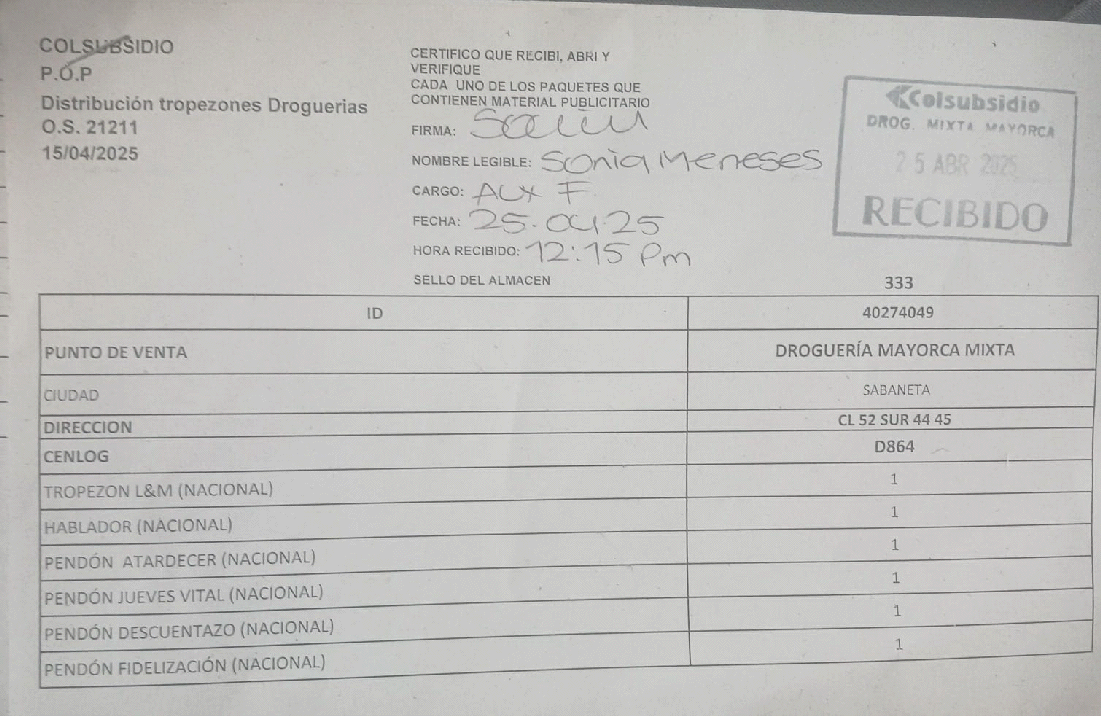 COLSUBSIDIO
P.O.P
Distribución tropezones Droguerias
O.S. 21211
15/04/2025
CERTIFICO QUE RECIBI, ABRI Y
VERIFIQUE
CADA UNO DE LOS PAQUETES QUE
CONTIENEN MATERIAL PUBLICITARIO
FIRMA:
NOMBRE LEGIBLE: Sonia Meneses
CARGO: AUX F
FECHA: 25.04.25
HORA RECIBIDO: 12:15 Pm
SELLO DEL ALMACEN
Colsubsidio
DROG. MIXTA MAYORCA
25 ABR 2025
RECIBIDO
333
ID 40274049
PUNTO DE VENTA DROGUERÍA MAYORCA MIXTA
CIUDAD SABANETA
DIRECCION CL 52 SUR 44 45
CENLOG D864
TROPEZON L&M (NACIONAL) 1
HABLADOR (NACIONAL) 1
PENDÓN ATARDECER (NACIONAL) 1
PENDÓN JUEVES VITAL (NACIONAL) 1
PENDÓN DESCUENTAZO (NACIONAL) 1
PENDÓN FIDELIZACIÓN (NACIONAL) 1